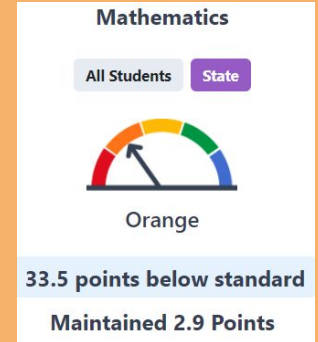 Mathematics
All Students State
Orange
33.5 points below standard
Maintained 2.9 Points